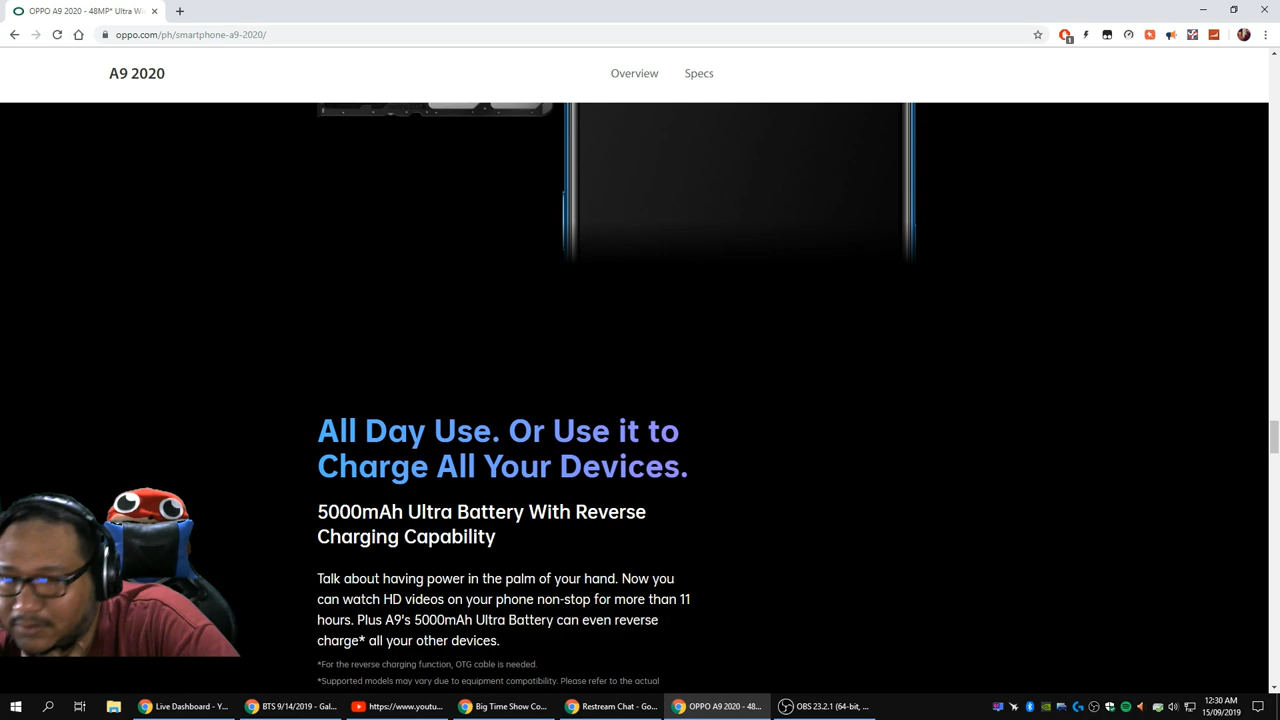 OPPO A9 2020 - 48MP* Ultra Wi
oppo.com/ph/smartphone-a9-2020/
1
A9 2020
Overview
Specs
All Day Use. Or Use it to
Charge All Your Devices.
5000mAh Ultra Battery With Reverse
Charging Capability
Talk about having power in the palm of your hand. Now you
can watch HD videos on your phone non-stop for more than 11
hours. Plus A9's 5000mAh Ultra Battery can even reverse
charge* all your other devices.
*For the reverse charging function, OTG cable is needed.
*Supported models may vary due to equipment compatibility. Please refer to the actual
Live Dashboard - Y...
BTS 9/14/2019 - Gal...
https://www.youtu...
Big Time Show Co...
Restream Chat - Go...
OPPO A9 2020 - 48...
OBS 23.2.1 (64-bit, ...
12:30 AM
15/09/2019